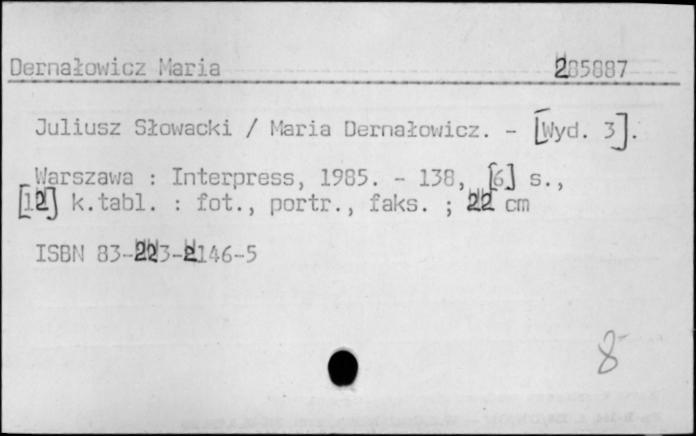 Dernałowicz Maria 285887
Juliusz Słowacki / Maria Dernałowicz. - [Wyd. 3].
Warszawa : Interpress, 1985. - 138, [6] s.,
[12] k.tabl. : fot., portr., faks. ; 22 cm
ISBN 83-223-2146-5
8